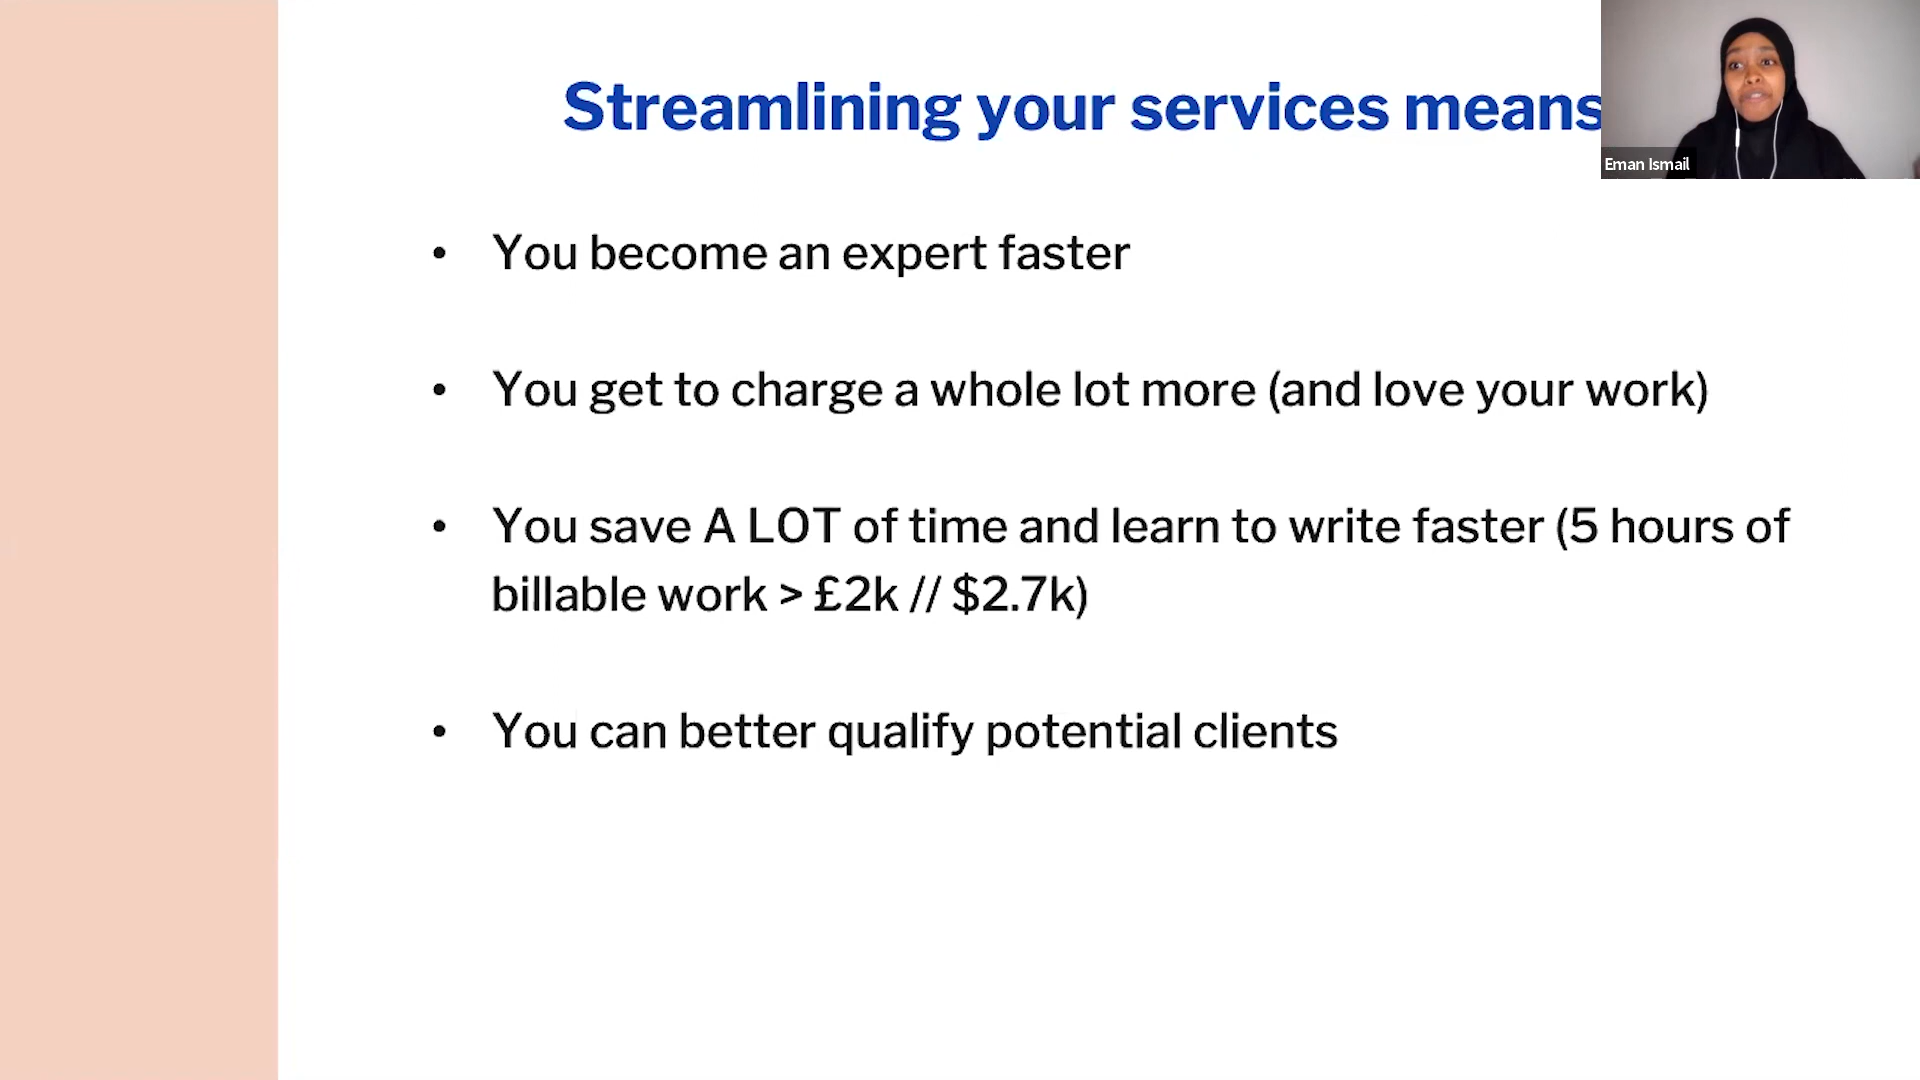 Streamlining your services means
Eman Ismail
• You become an expert faster
• You get to charge a whole lot more (and love your work)
• You save A LOT of time and learn to write faster (5 hours of
billable work > £2k // $2.7k)
• You can better qualify potential clients